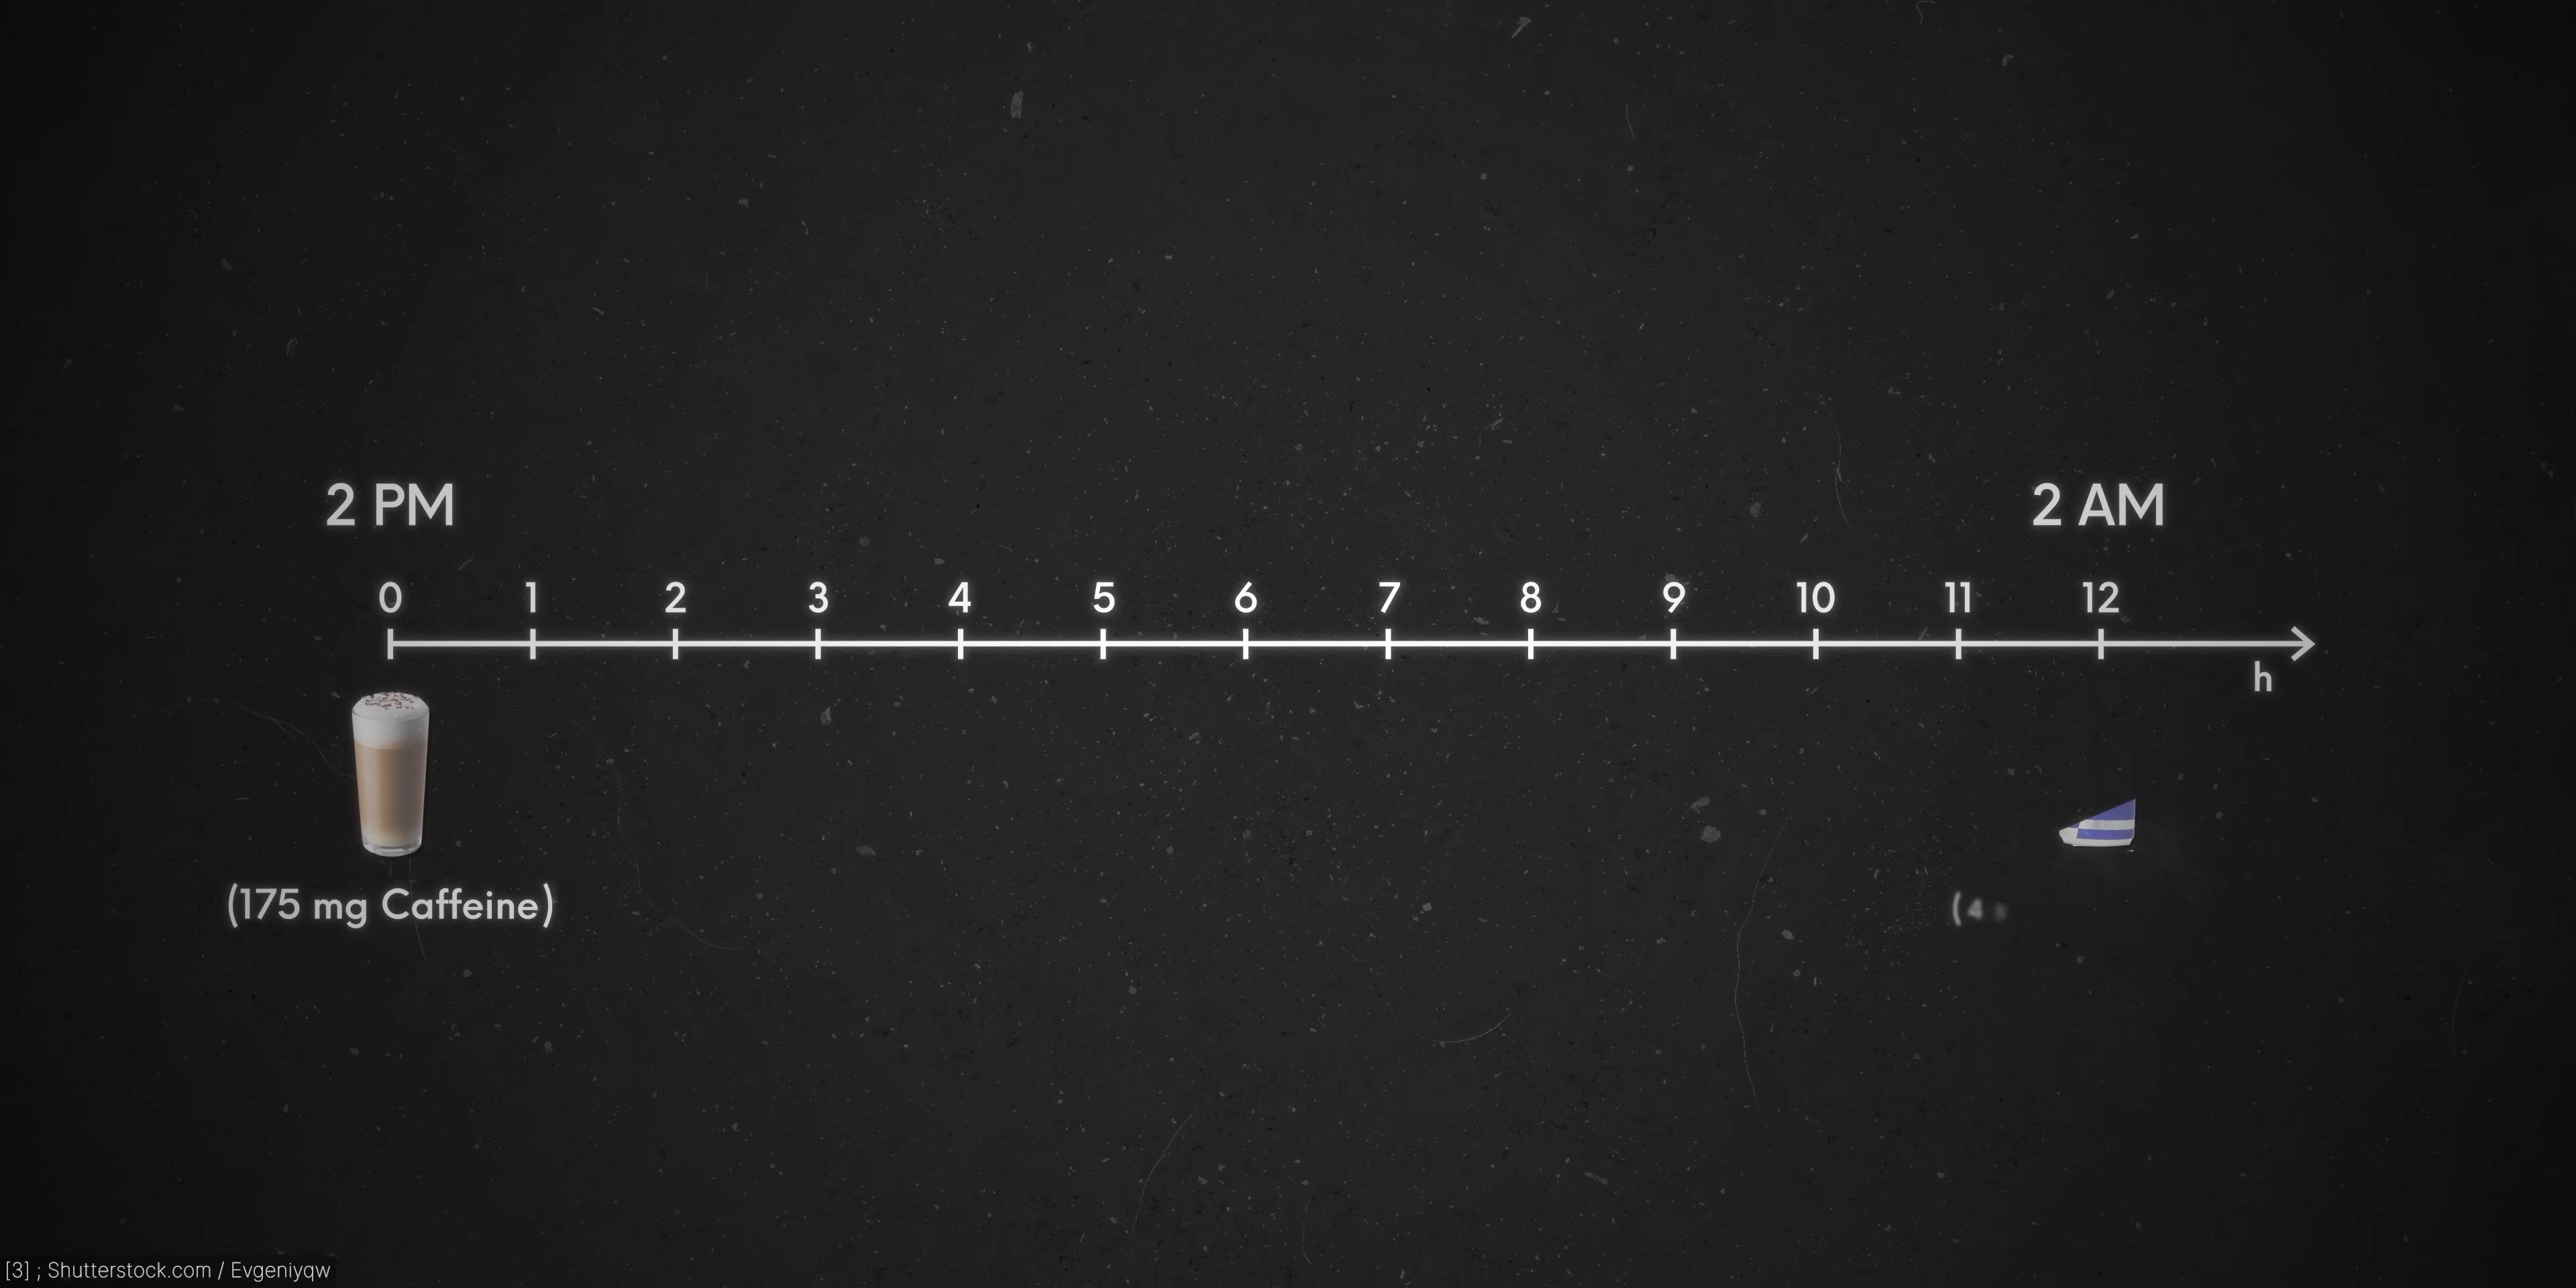 2 PM 2 AM
0 1 2 3 4 5 6 7 8 9 10 11 12
h
(175 mg Caffeine) (4
[3] ; Shutterstock.com / Evgeniyqw